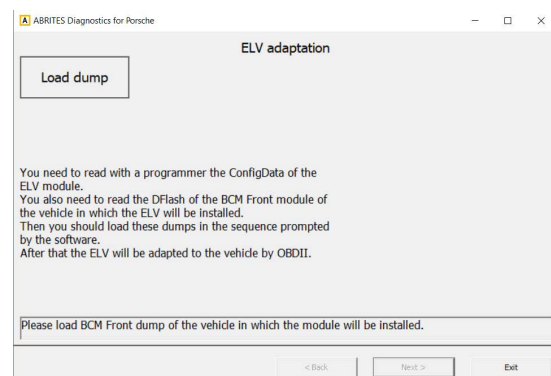 A ABRITES Diagnostics for Porsche
ELV adaptation
Load dump
You need to read with a programmer the ConfigData of the
ELV module.
You also need to read the DFlash of the BCM Front module of
the vehicle in which the ELV will be installed.
Then you should load these dumps in the sequence prompted
by the software.
After that the ELV will be adapted to the vehicle by OBDII.
Please load BCM Front dump of the vehicle in which the module will be installed.
< Back Next > Exit